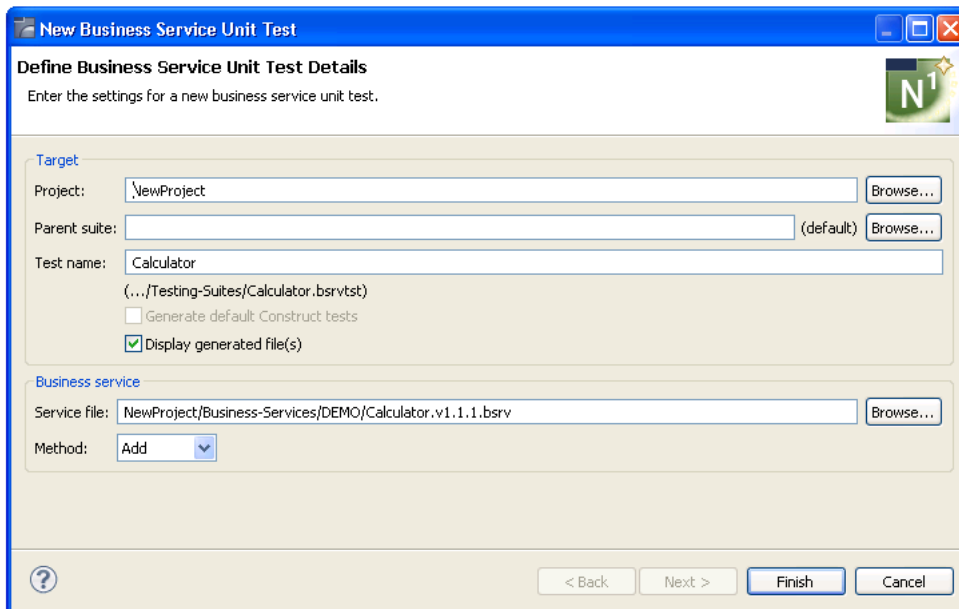 New Business Service Unit Test
Define Business Service Unit Test Details
Enter the settings for a new business service unit test.
N1
Target
Project: NewProject Browse...
Parent suite: (default) Browse...
Test name: Calculator
(.../Testing-Suites/Calculator.bsrvtst)
Generate default Construct tests
Display generated file(s)
Business service
Service file: NewProject/Business-Services/DEMO/Calculator.v1.1.1.bsrv Browse...
Method: Add
? < Back Next > Finish Cancel